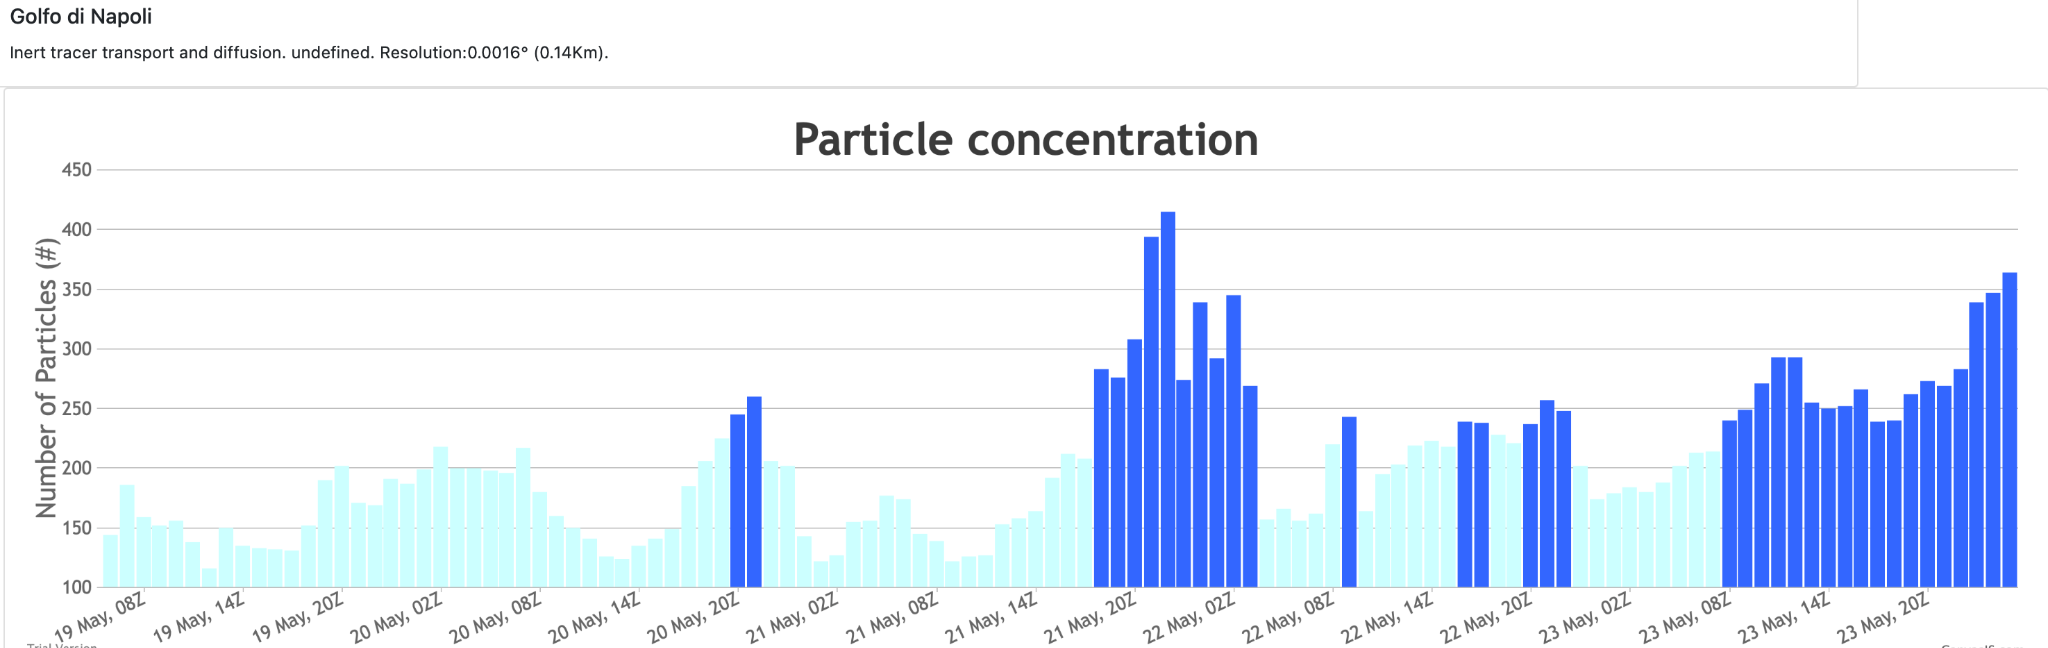 Golfo di Napoli
Inert tracer transport and diffusion. undefined. Resolution:0.0016° (0.14Km).
Particle concentration
Number of Particles (#)
450
400
350
300
250
200
150
100
19 May, 08Z
19 May, 14Z
19 May, 20Z
20 May, 02Z
20 May, 08Z
20 May, 14Z
20 May, 20Z
21 May, 02Z
21 May, 08Z
21 May, 14Z
21 May, 20Z
22 May, 02Z
22 May, 08Z
22 May, 14Z
22 May, 20Z
23 May, 02Z
23 May, 08Z
23 May, 14Z
23 May, 20Z
Trial Version